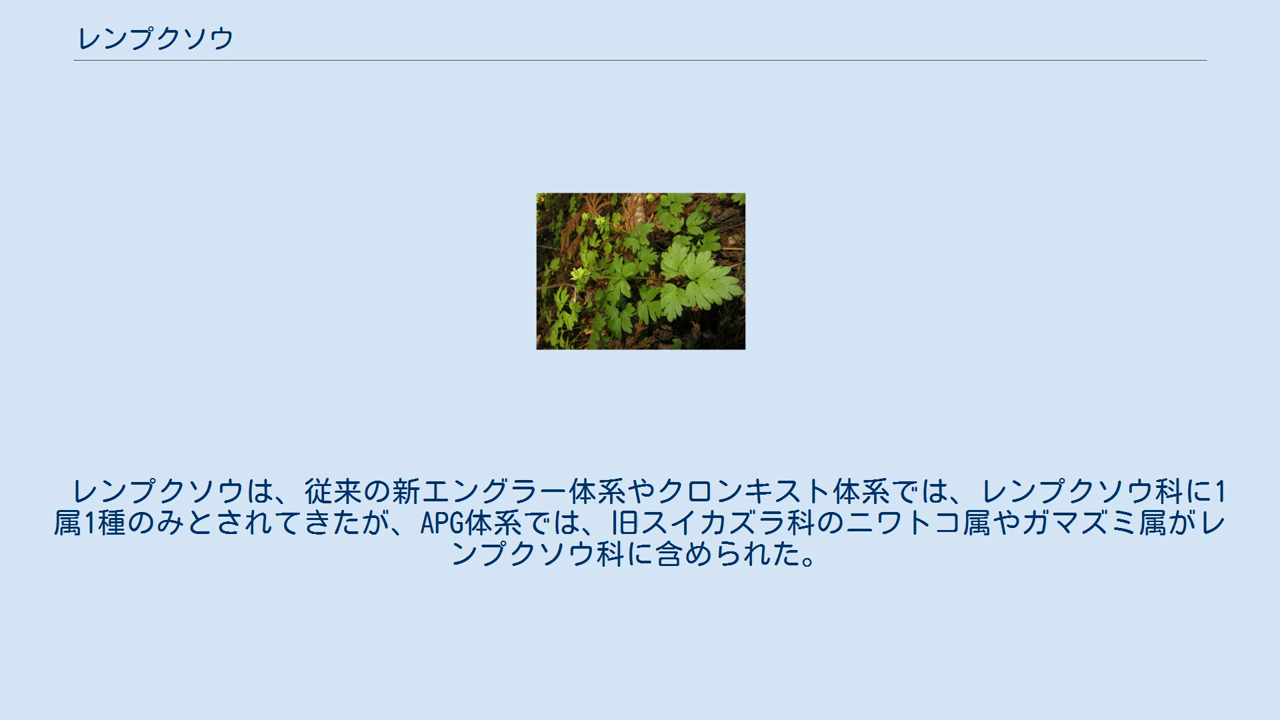 レンプクソウ
レンプクソウは、従来の新エングラー体系やクロンキスト体系では、レンプクソウ科に1
属1種のみとされてきたが、APG体系では、旧スイカズラ科のニワトコ属やガマズミ属がレ
ンプクソウ科に含められた。